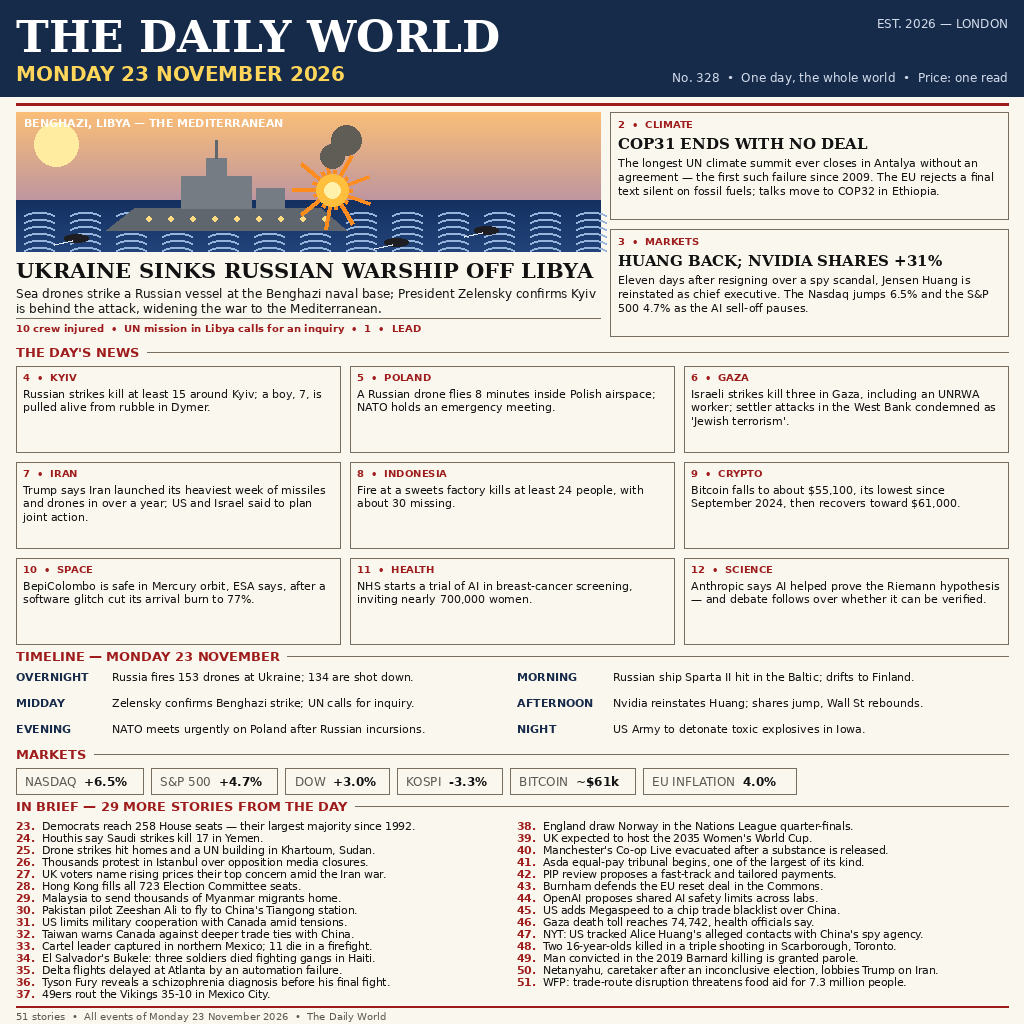 THE DAILY WORLD
EST. 2026 — LONDON
MONDAY 23 NOVEMBER 2026
No. 328 • One day, the whole world • Price: one read
BENGHAZI, LIBYA — THE MEDITERRANEAN
UKRAINE SINKS RUSSIAN WARSHIP OFF LIBYA
Sea drones strike a Russian vessel at the Benghazi naval base; President Zelensky confirms Kyiv
is behind the attack, widening the war to the Mediterranean.
10 crew injured • UN mission in Libya calls for an inquiry • 1 • LEAD
2 • CLIMATE
COP31 ENDS WITH NO DEAL
The longest UN climate summit ever closes in Antalya without an
agreement — the first such failure since 2009. The EU rejects a final
text silent on fossil fuels; talks move to COP32 in Ethiopia.
3 • MARKETS
HUANG BACK; NVIDIA SHARES +31%
Eleven days after resigning over a spy scandal, Jensen Huang is
reinstated as chief executive. The Nasdaq jumps 6.5% and the S&P
500 4.7% as the AI sell-off pauses.
THE DAY'S NEWS
4 • KYIV
Russian strikes kill at least 15 around Kyiv; a boy, 7, is
pulled alive from rubble in Dymer.
5 • POLAND
A Russian drone flies 8 minutes inside Polish airspace;
NATO holds an emergency meeting.
6 • GAZA
Israeli strikes kill three in Gaza, including an UNRWA
worker; settler attacks in the West Bank condemned as
'Jewish terrorism'.
7 • IRAN
Trump says Iran launched its heaviest week of missiles
and drones in over a year; US and Israel said to plan
joint action.
8 • INDONESIA
Fire at a sweets factory kills at least 24 people, with
about 30 missing.
9 • CRYPTO
Bitcoin falls to about $55,100, its lowest since
September 2024, then recovers toward $61,000.
10 • SPACE
BepiColombo is safe in Mercury orbit, ESA says, after a
software glitch cut its arrival burn to 77%.
11 • HEALTH
NHS starts a trial of AI in breast-cancer screening,
inviting nearly 700,000 women.
12 • SCIENCE
Anthropic says AI helped prove the Riemann hypothesis
— and debate follows over whether it can be verified.
TIMELINE — MONDAY 23 NOVEMBER
OVERNIGHT Russia fires 153 drones at Ukraine; 134 are shot down.
MORNING Russian ship Sparta II hit in the Baltic; drifts to Finland.
MIDDAY Zelensky confirms Benghazi strike; UN calls for inquiry.
AFTERNOON Nvidia reinstates Huang; shares jump, Wall St rebounds.
EVENING NATO meets urgently on Poland after Russian incursions.
NIGHT US Army to detonate toxic explosives in Iowa.
MARKETS
NASDAQ +6.5%
S&P 500 +4.7%
DOW +3.0%
KOSPI -3.3%
BITCOIN ~$61k
EU INFLATION 4.0%
IN BRIEF — 29 MORE STORIES FROM THE DAY
23. Democrats reach 258 House seats — their largest majority since 1992.
24. Houthis say Saudi strikes kill 17 in Yemen.
25. Drone strikes hit homes and a UN building in Khartoum, Sudan.
26. Thousands protest in Istanbul over opposition media closures.
27. UK voters name rising prices their top concern amid the Iran war.
28. Hong Kong fills all 723 Election Committee seats.
29. Malaysia to send thousands of Myanmar migrants home.
30. Pakistan pilot Zeeshan Ali to fly to China's Tiangong station.
31. US limits military cooperation with Canada amid tensions.
32. Taiwan warns Canada against deeper trade ties with China.
33. Cartel leader captured in northern Mexico; 11 die in a firefight.
34. El Salvador's Bukele: three soldiers died fighting gangs in Haiti.
35. Delta flights delayed at Atlanta by an automation failure.
36. Tyson Fury reveals a schizophrenia diagnosis before his final fight.
37. 49ers rout the Vikings 35-10 in Mexico City.
38. England draw Norway in the Nations League quarter-finals.
39. UK expected to host the 2035 Women's World Cup.
40. Manchester's Co-op Live evacuated after a substance is released.
41. Asda equal-pay tribunal begins, one of the largest of its kind.
42. PIP review proposes a fast-track and tailored payments.
43. Burnham defends the EU reset deal in the Commons.
44. OpenAI proposes shared AI safety limits across labs.
45. US adds Megaspeed to a chip trade blacklist over China.
46. Gaza death toll reaches 74,742, health officials say.
47. NYT: US tracked Alice Huang's alleged contacts with China's spy agency.
48. Two 16-year-olds killed in a triple shooting in Scarborough, Toronto.
49. Man convicted in the 2019 Barnard killing is granted parole.
50. Netanyahu, caretaker after an inconclusive election, lobbies Trump on Iran.
51. WFP: trade-route disruption threatens food aid for 7.3 million people.
51 stories • All events of Monday 23 November 2026 • The Daily World